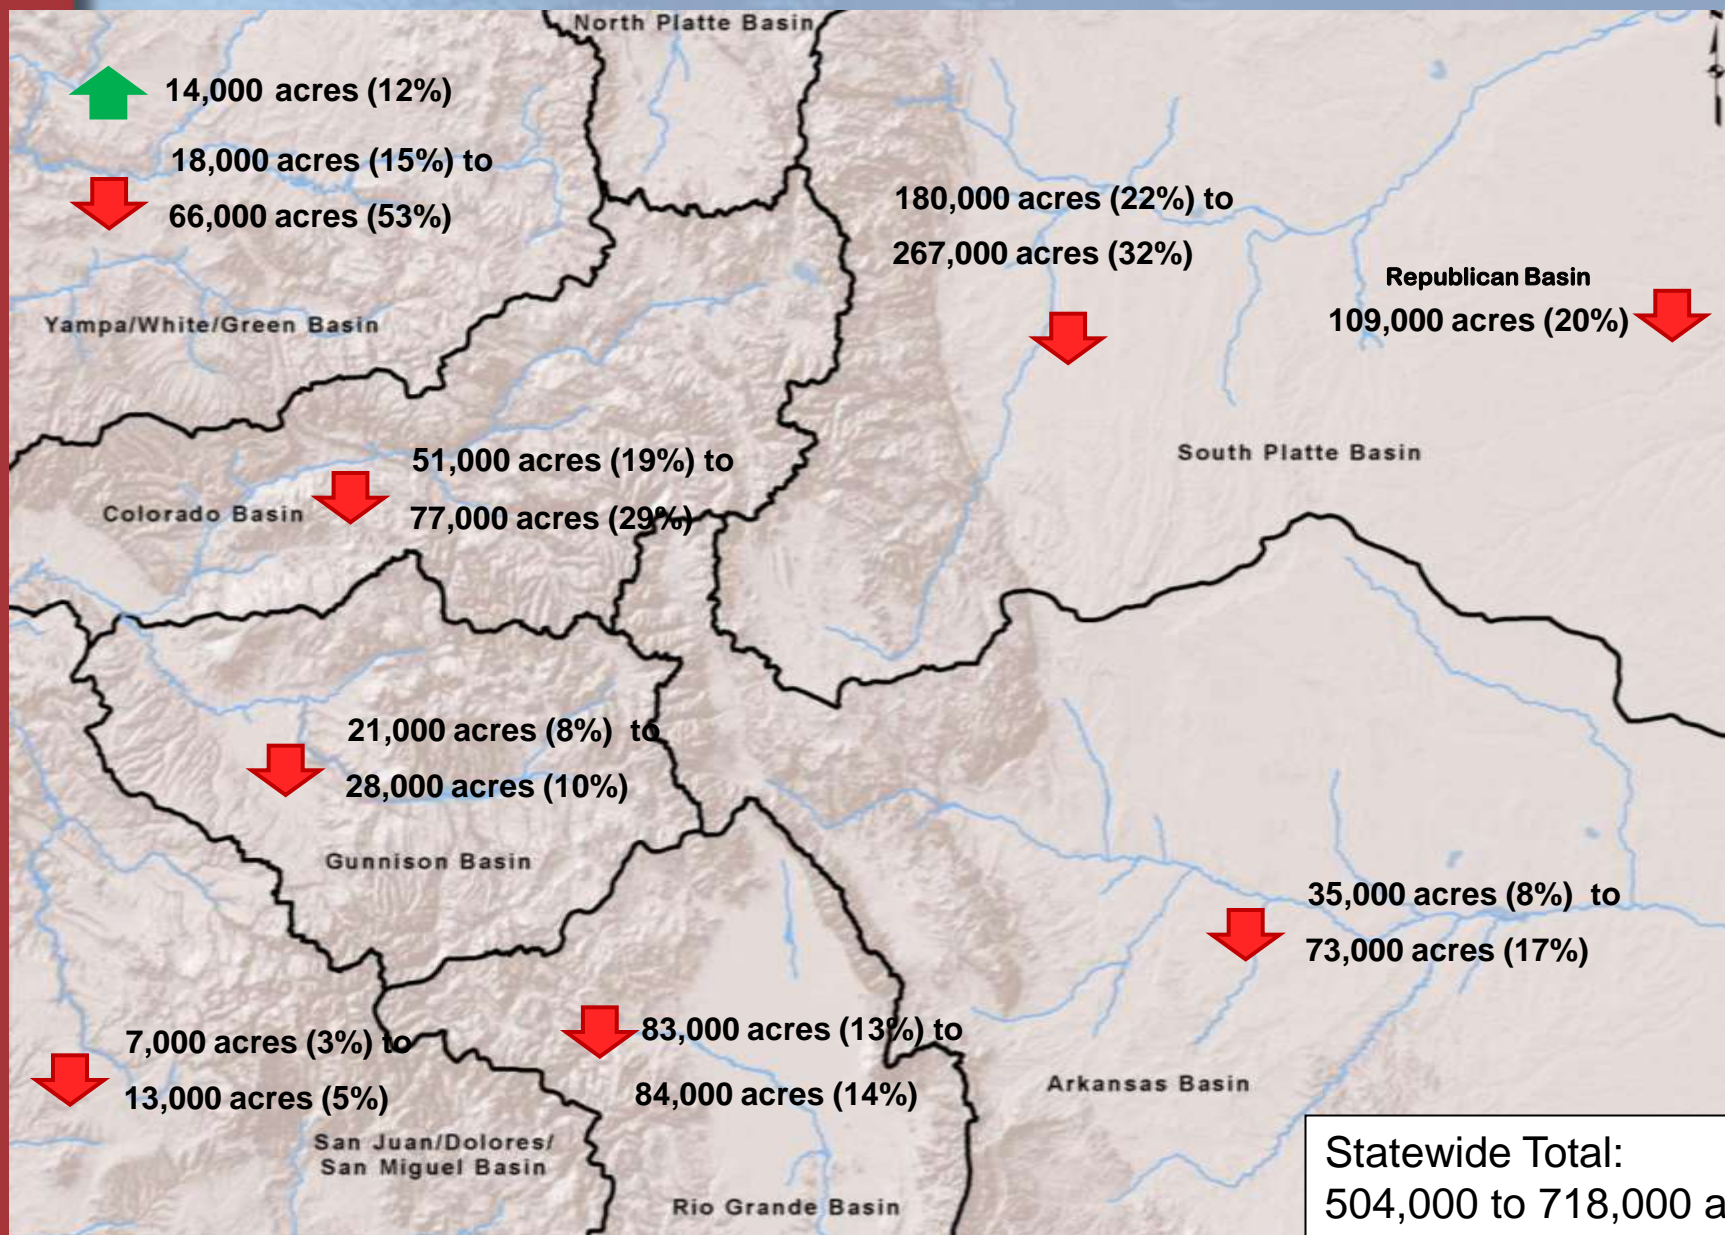 North Platte Basin
14,000 acres (12%)
18,000 acres (15%) to
66,000 acres (53%)
Yampa/White/Green Basin
180,000 acres (22%) to
267,000 acres (32%)
Republican Basin
109,000 acres (20%)
South Platte Basin
51,000 acres (19%) to
77,000 acres (29%)
Colorado Basin
21,000 acres (8%) to
28,000 acres (10%)
Gunnison Basin
35,000 acres (8%) to
73,000 acres (17%)
Arkansas Basin
7,000 acres (3%) to
13,000 acres (5%)
San Juan/Dolores/
San Miguel Basin
83,000 acres (13%) to
84,000 acres (14%)
Rio Grande Basin
Statewide Total:
504,000 to 718,000 a